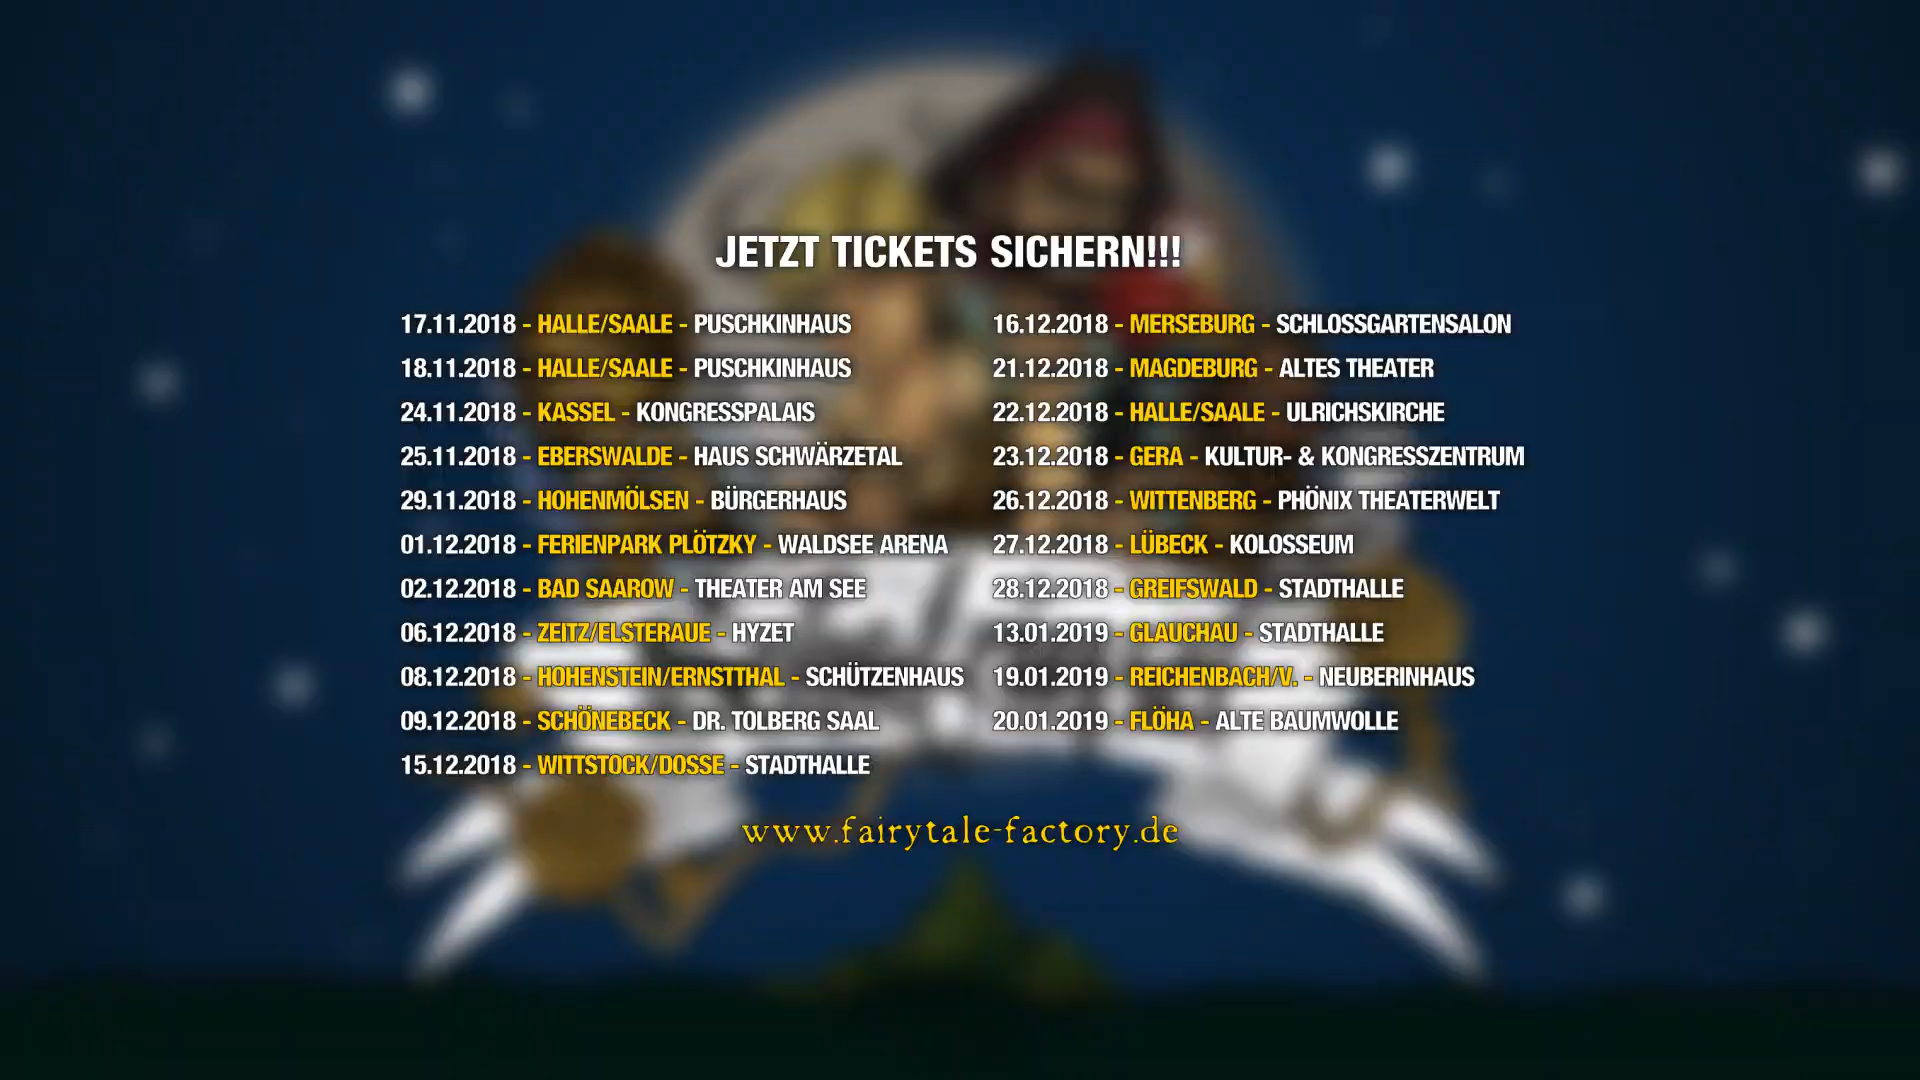 JETZT TICKETS SICHERN!!!
17.11.2018 - HALLE/SAALE - PUSCHKINHAUS
18.11.2018 - HALLE/SAALE - PUSCHKINHAUS
24.11.2018 - KASSEL - KONGRESSPALAIS
25.11.2018 - EBERSWALDE - HAUS SCHWÄRZETAL
29.11.2018 - HOHENMÖLSEN - BÜRGERHAUS
01.12.2018 - FERIENPARK PLÖTZKY - WALDSEE ARENA
02.12.2018 - BAD SAAROW - THEATER AM SEE
06.12.2018 - ZEITZ/ELSTERAUE - HYZET
08.12.2018 - HOHENSTEIN/ERNSTTHAL - SCHÜTZENHAUS
09.12.2018 - SCHÖNEBECK - DR. TOLBERG SAAL
15.12.2018 - WITTSTOCK/DOSSE - STADTHALLE
16.12.2018 - MERSEBURG - SCHLOSSGARTENSALON
21.12.2018 - MAGDEBURG - ALTES THEATER
22.12.2018 - HALLE/SAALE - ULRICHSKIRCHE
23.12.2018 - GERA - KULTUR- & KONGRESSZENTRUM
26.12.2018 - WITTENBERG - PHÖNIX THEATERWELT
27.12.2018 - LÜBECK - KOLOSSEUM
28.12.2018 - GREIFSWALD - STADTHALLE
13.01.2019 - GLAUCHAU - STADTHALLE
19.01.2019 - REICHENBACH/V. - NEUBERINHAUS
20.01.2019 - FLÖHA - ALTE BAUMWOLLE
www.fairytale-factory.de